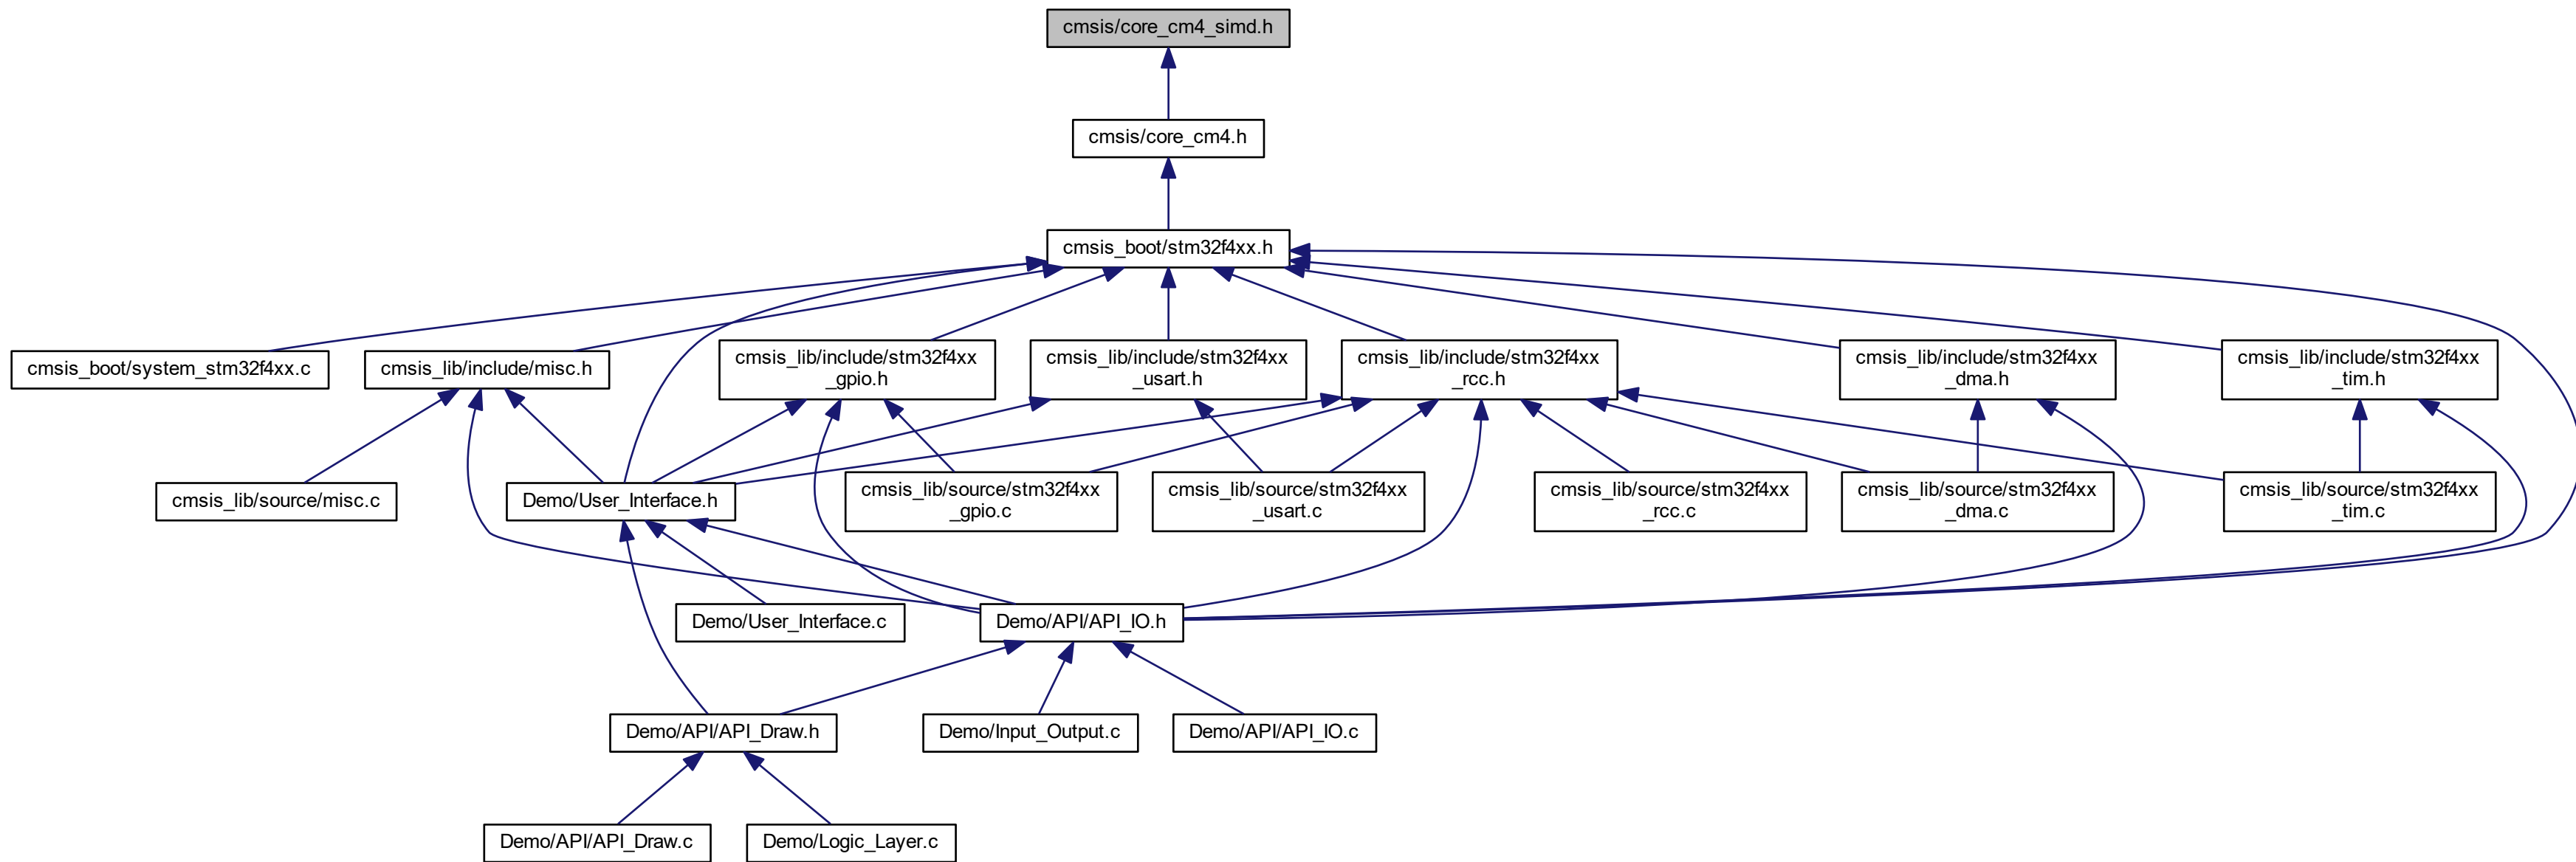 cmsis/core_cm4_simd.h
cmsis/core_cm4.h
cmsis_boot/stm32f4xx.h
cmsis_boot/system_stm32f4xx.c
cmsis_lib/include/misc.h
cmsis_lib/include/stm32f4xx
_gpio.h
cmsis_lib/include/stm32f4xx
_usart.h
cmsis_lib/include/stm32f4xx
_rcc.h
cmsis_lib/include/stm32f4xx
_dma.h
cmsis_lib/include/stm32f4xx
_tim.h
cmsis_lib/source/misc.c
Demo/User_Interface.h
cmsis_lib/source/stm32f4xx
_gpio.c
cmsis_lib/source/stm32f4xx
_usart.c
cmsis_lib/source/stm32f4xx
_rcc.c
cmsis_lib/source/stm32f4xx
_dma.c
cmsis_lib/source/stm32f4xx
_tim.c
Demo/User_Interface.c
Demo/API/API_IO.h
Demo/API/API_Draw.h
Demo/Input_Output.c
Demo/API/API_IO.c
Demo/API/API_Draw.c
Demo/Logic_Layer.c